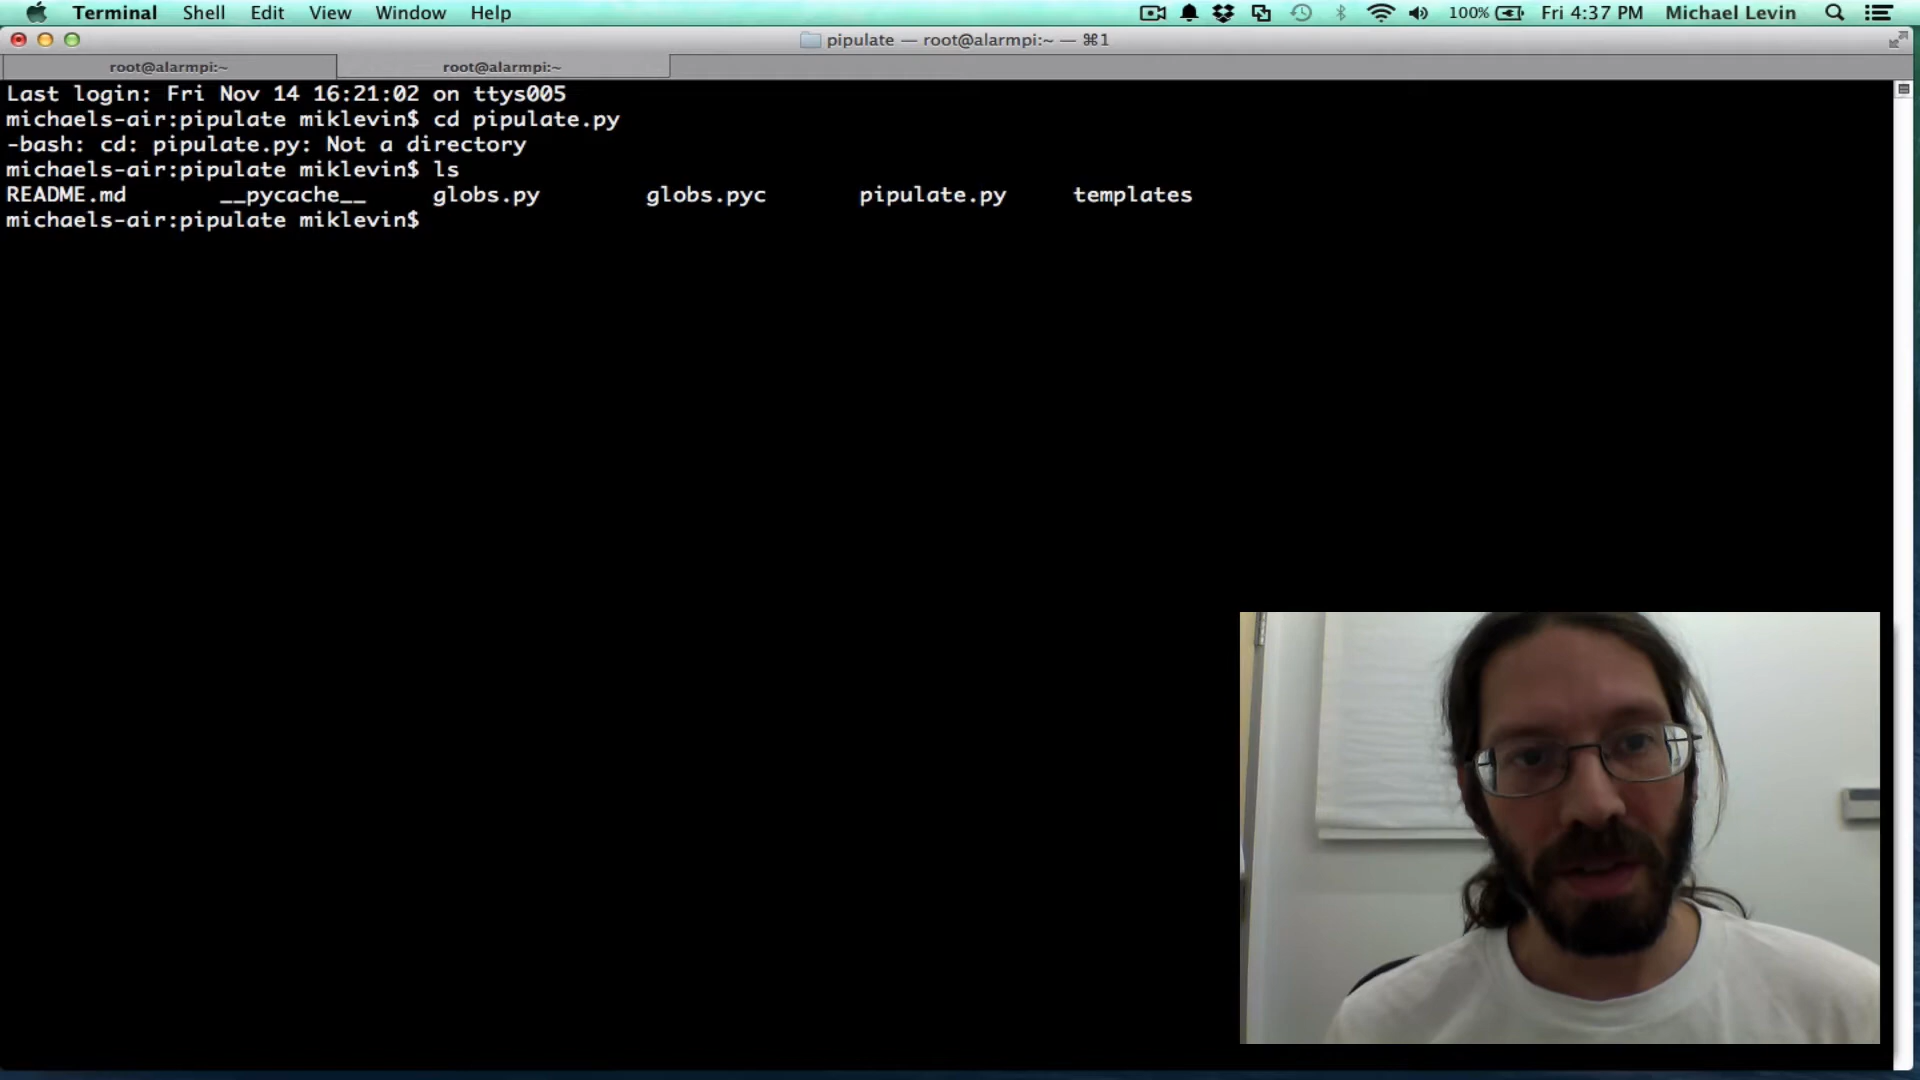 Terminal Shell Edit View Window Help 100% Fri 4:37 PM Michael Levin
pipulate — root@alarmpi:~ — ⌘1
root@alarmpi:~ root@alarmpi:~
Last login: Fri Nov 14 16:21:02 on ttys005
michaels-air:pipulate miklevin$ cd pipulate.py
-bash: cd: pipulate.py: Not a directory
michaels-air:pipulate miklevin$ ls
README.md __pycache__ globs.py globs.pyc pipulate.py templates
michaels-air:pipulate miklevin$